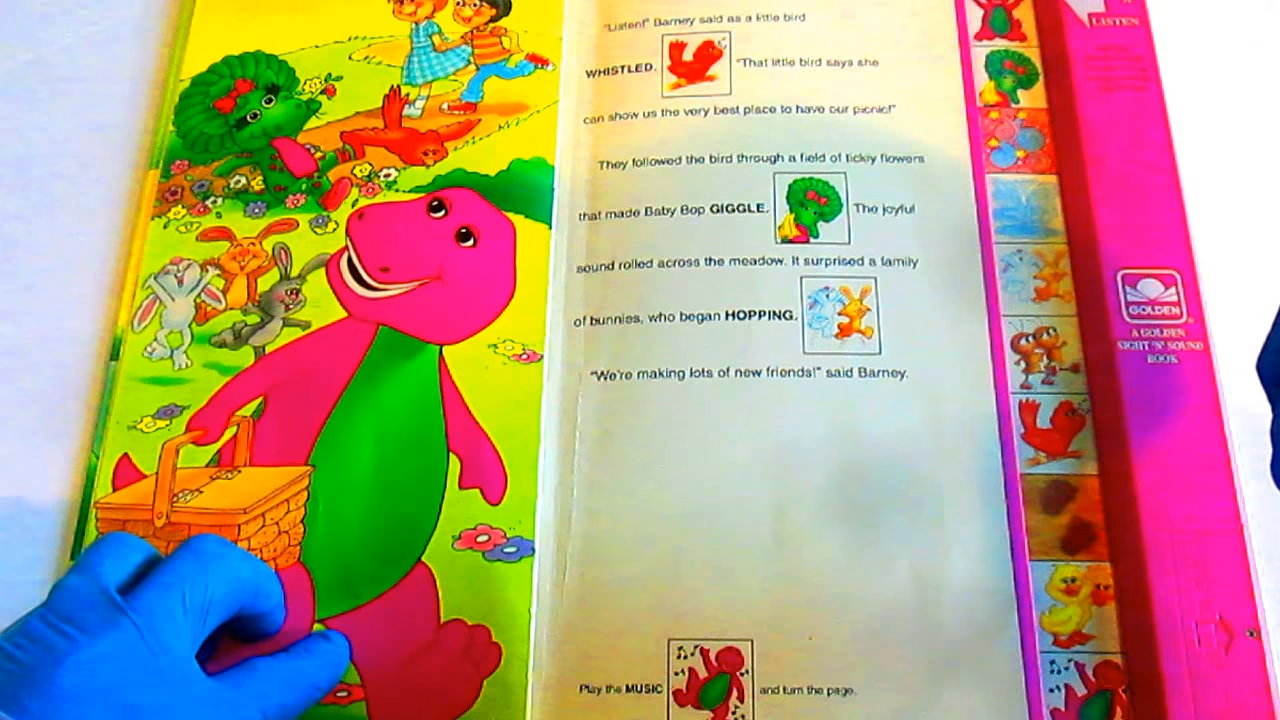 "Listen!" Barney said as a little bird
WHISTLED. "That little bird says she
can show us the very best place to have our picnic!"
They followed the bird through a field of tickly flowers
that made Baby Bop GIGGLE. The joyful
sound rolled across the meadow. It surprised a family
of bunnies, who began HOPPING.
"We're making lots of new friends!" said Barney.
Play the MUSIC and turn the page.
LISTEN
GOLDEN
A GOLDEN
SIGHT 'N' SOUND
BOOK